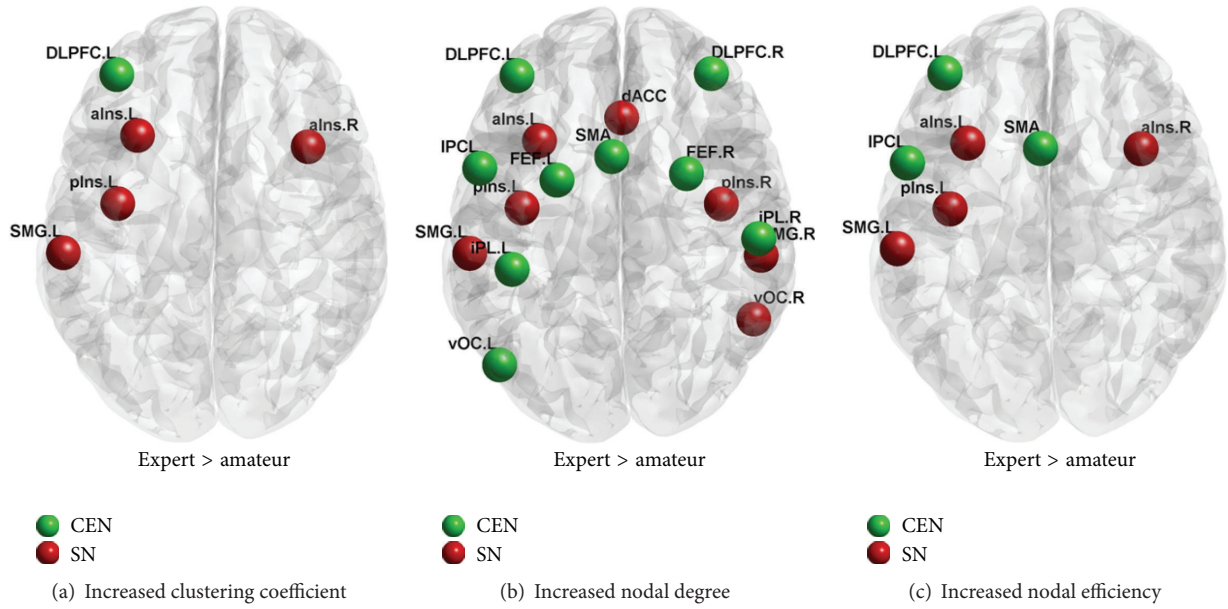 DLPFC.L
aIns.L
aIns.R
pIns.L
SMG.L
Expert > amateur
CEN
SN
(a) Increased clustering coefficient
DLPFC.L
DLPFC.R
dACC
aIns.L
SMA
IPCL
FEF.L
FEF.R
pIns.L
pIns.R
SMG.L
iPL.L
iPL.R
vOC.R
vOC.L
Expert > amateur
CEN
SN
(b) Increased nodal degree
DLPFC.L
aIns.L
SMA
aIns.R
IPCL
pIns.L
SMG.L
Expert > amateur
CEN
SN
(c) Increased nodal efficiency